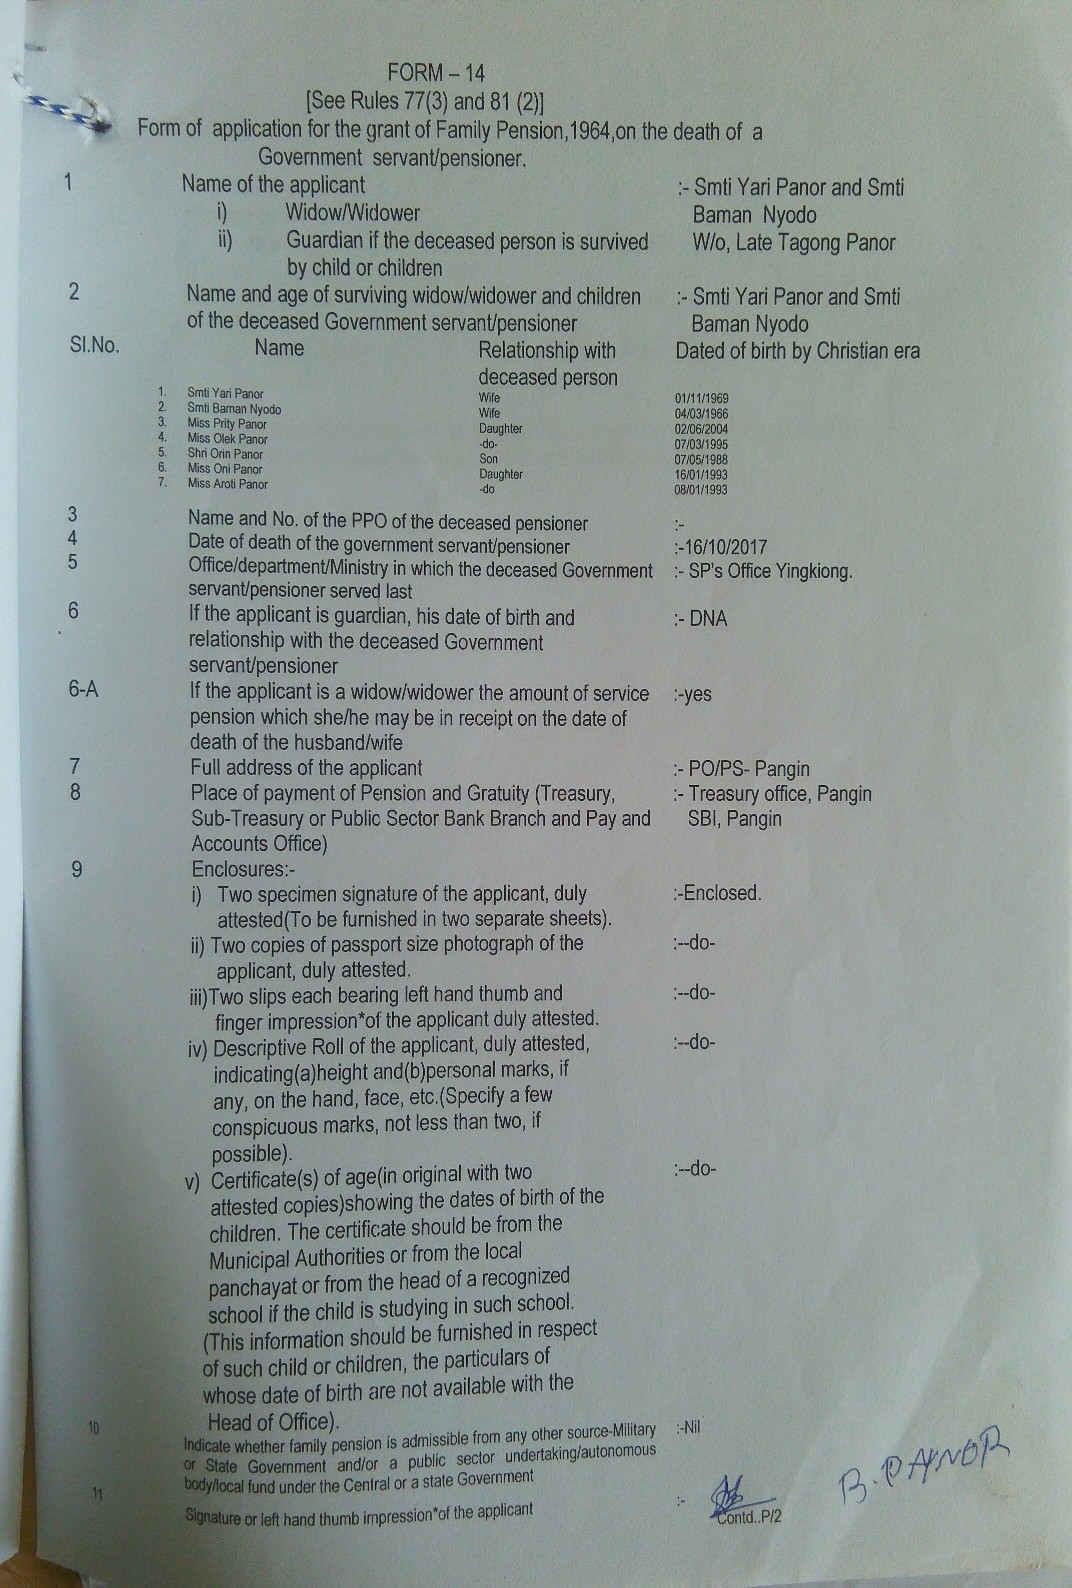 FORM – 14
[See Rules 77(3) and 81 (2)]
Form of application for the grant of Family Pension,1964,on the death of a
Government servant/pensioner.
1 Name of the applicant :- Smti Yari Panor and Smti
i) Widow/Widower Baman Nyodo
ii) Guardian if the deceased person is survived W/o, Late Tagong Panor
by child or children
2 Name and age of surviving widow/widower and children :- Smti Yari Panor and Smti
of the deceased Government servant/pensioner Baman Nyodo
Sl.No. Name Relationship with Dated of birth by Christian era
deceased person
1. Smti Yari Panor Wife 01/11/1969
2. Smti Baman Nyodo Wife 04/03/1966
3. Miss Prity Panor Daughter 02/06/2004
4. Miss Olek Panor -do- 07/03/1995
5. Shri Orin Panor Son 07/05/1988
6. Miss Oni Panor Daughter 16/01/1993
7. Miss Aroti Panor -do 08/01/1993
3 Name and No. of the PPO of the deceased pensioner :-
4 Date of death of the government servant/pensioner :-16/10/2017
5 Office/department/Ministry in which the deceased Government :- SP's Office Yingkiong.
servant/pensioner served last
6 If the applicant is guardian, his date of birth and :- DNA
relationship with the deceased Government
servant/pensioner
6-A If the applicant is a widow/widower the amount of service :-yes
pension which she/he may be in receipt on the date of
death of the husband/wife
7 Full address of the applicant :- PO/PS- Pangin
8 Place of payment of Pension and Gratuity (Treasury, :- Treasury office, Pangin
Sub-Treasury or Public Sector Bank Branch and Pay and SBI, Pangin
Accounts Office)
9 Enclosures:-
i) Two specimen signature of the applicant, duly :-Enclosed.
attested(To be furnished in two separate sheets).
ii) Two copies of passport size photograph of the :--do-
applicant, duly attested.
iii)Two slips each bearing left hand thumb and :--do-
finger impression*of the applicant duly attested.
iv) Descriptive Roll of the applicant, duly attested, :--do-
indicating(a)height and(b)personal marks, if
any, on the hand, face, etc.(Specify a few
conspicuous marks, not less than two, if
possible).
v) Certificate(s) of age(in original with two :--do-
attested copies)showing the dates of birth of the
children. The certificate should be from the
Municipal Authorities or from the local
panchayat or from the head of a recognized
school if the child is studying in such school.
(This information should be furnished in respect
of such child or children, the particulars of
whose date of birth are not available with the
Head of Office).
10 Indicate whether family pension is admissible from any other source-Military :-Nil
or State Government and/or a public sector undertaking/autonomous
body/local fund under the Central or a state Government
11 Signature or left hand thumb impression*of the applicant :-
B. PAYNOR
Contd..P/2